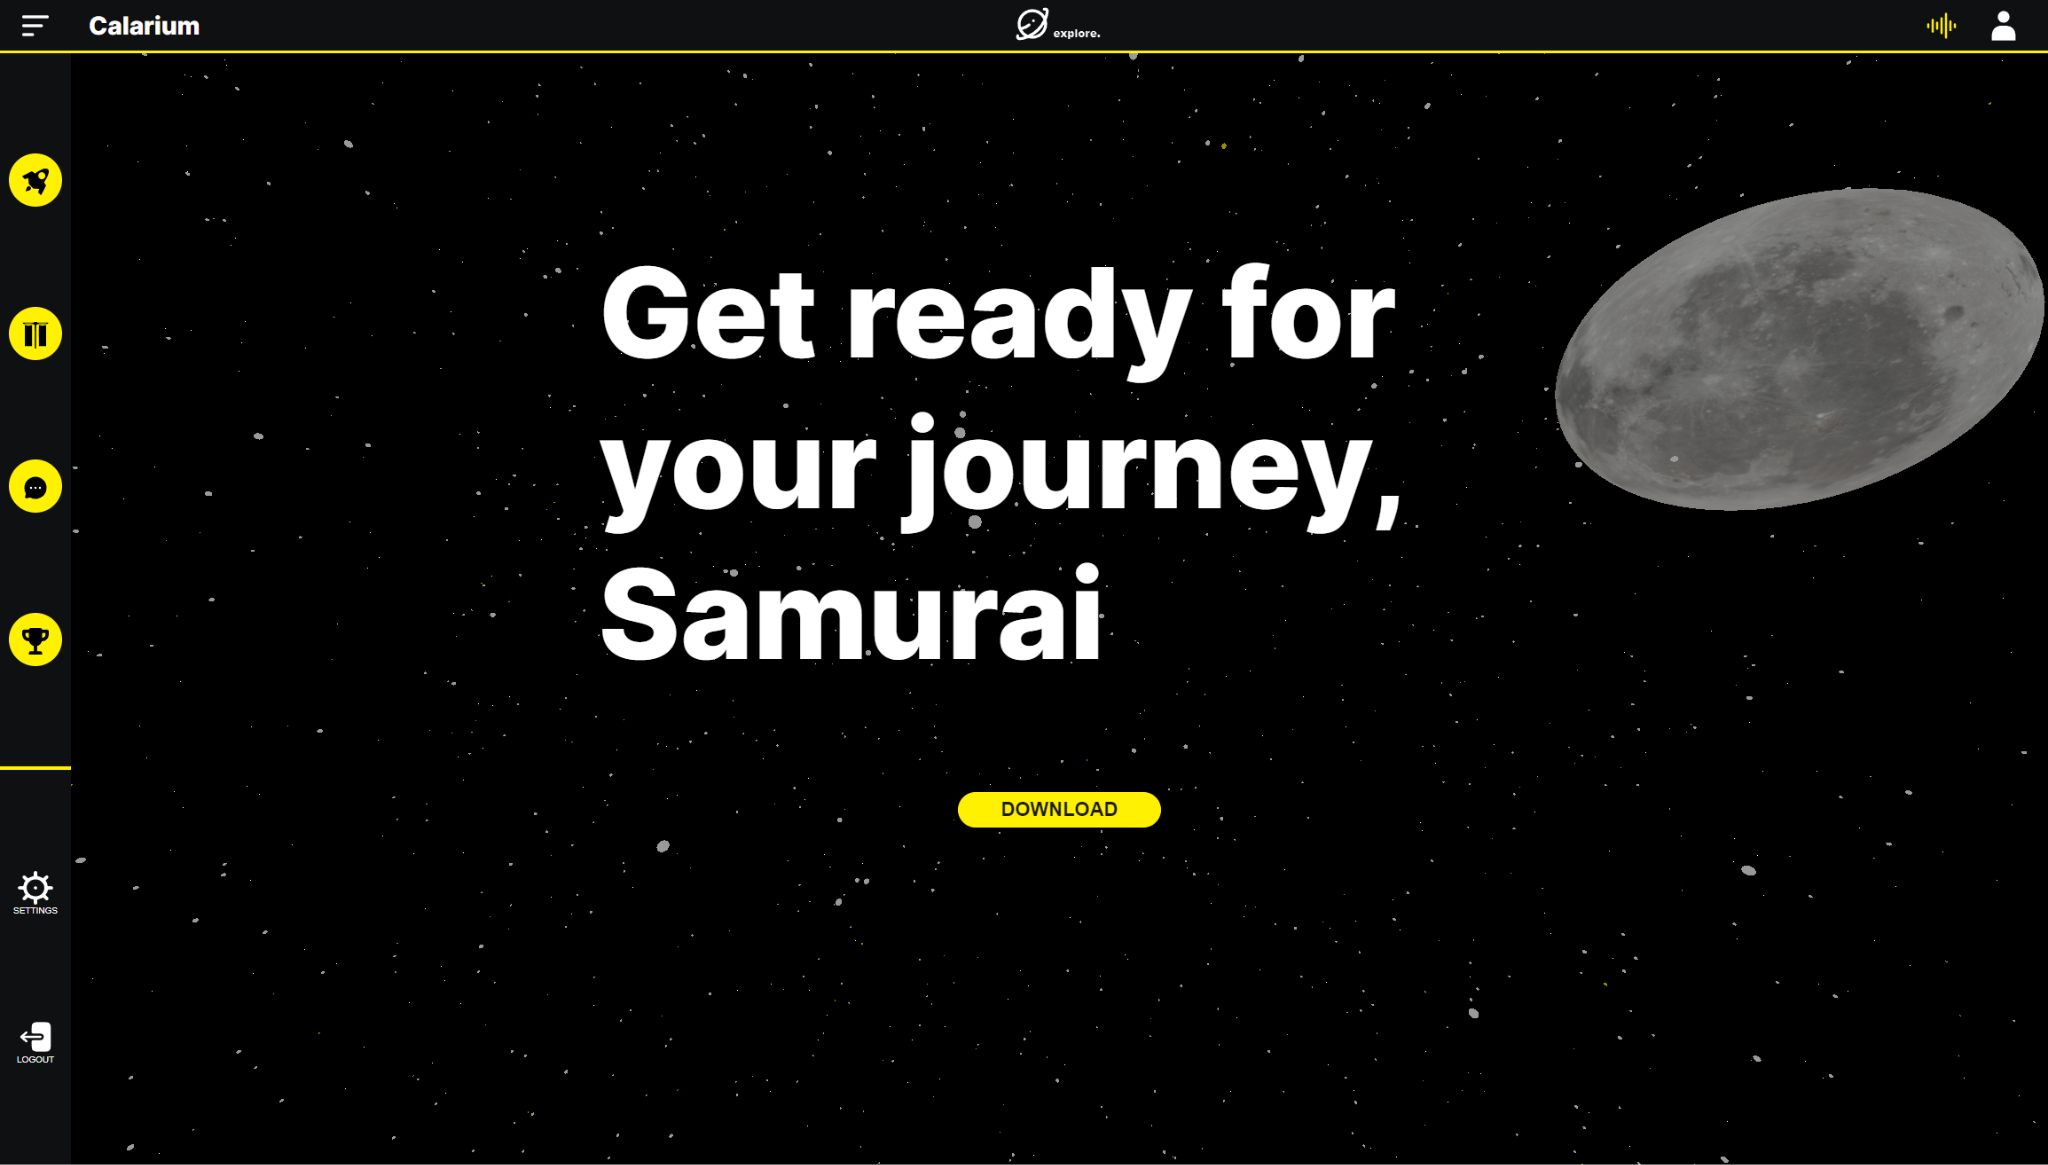 Calarium
explore.
Get ready for
your journey,
Samurai
DOWNLOAD
SETTINGS
LOGOUT